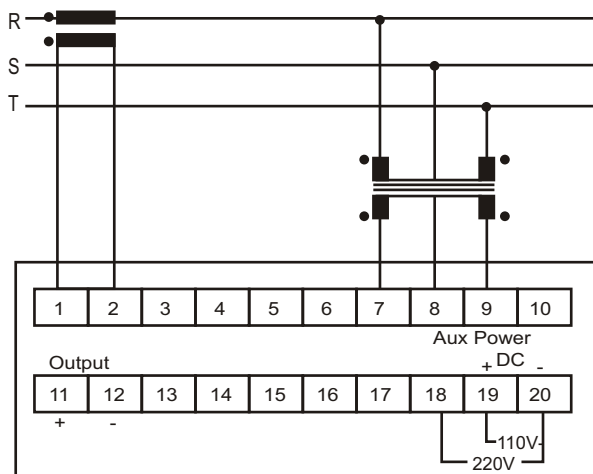 R
S
T
1 2 3 4 5 6 7 8 9 10
Aux Power
Output + DC -
11 12 13 14 15 16 17 18 19 20
+ -
110V
220V